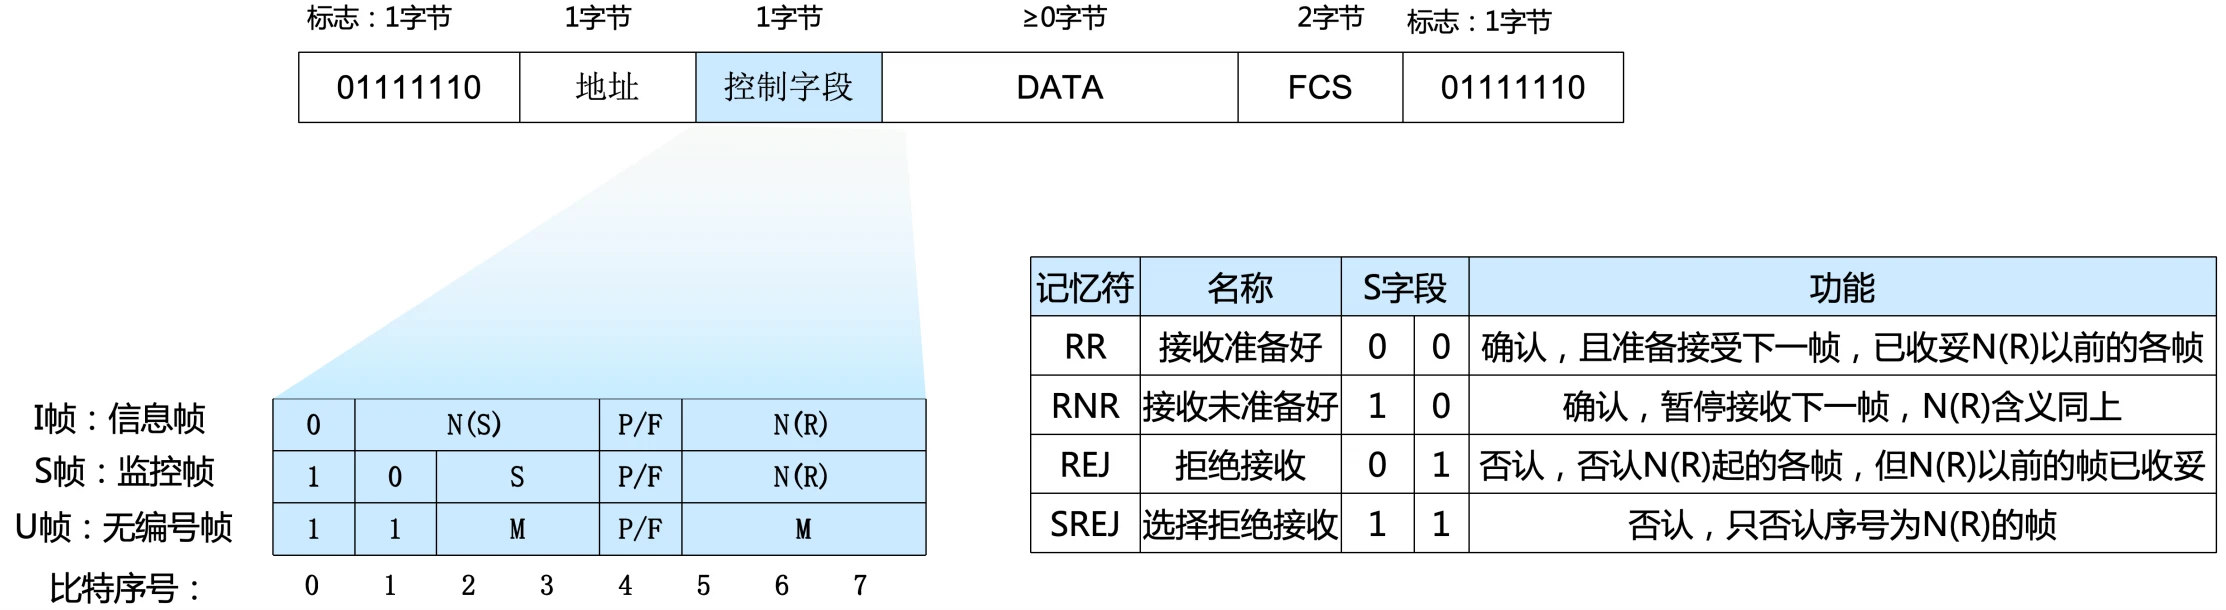 标志：1字节 1字节 1字节 ≥0字节 2字节 标志：1字节
01111110 地址 控制字段 DATA FCS 01111110
记忆符 名称 S字段 功能
RR 接收准备好 0 0 确认，且准备接受下一帧，已收妥N(R)以前的各帧
RNR 接收未准备好 1 0 确认，暂停接收下一帧，N(R)含义同上
REJ 拒绝接收 0 1 否认，否认N(R)起的各帧，但N(R)以前的帧已收妥
SREJ 选择拒绝接收 1 1 否认，只否认序号为N(R)的帧
I帧：信息帧 0 N(S) P/F N(R)
S帧：监控帧 1 0 S P/F N(R)
U帧：无编号帧 1 1 M P/F M
比特序号： 0 1 2 3 4 5 6 7